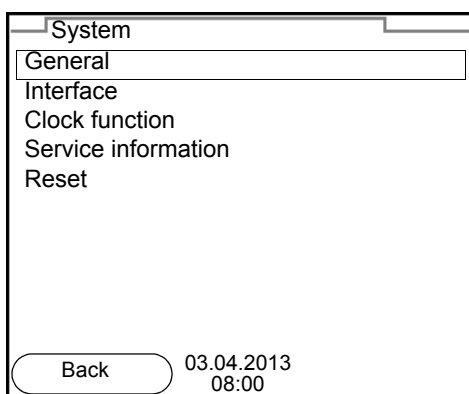 System
General
Interface
Clock function
Service information
Reset
Back
03.04.2013
08:00